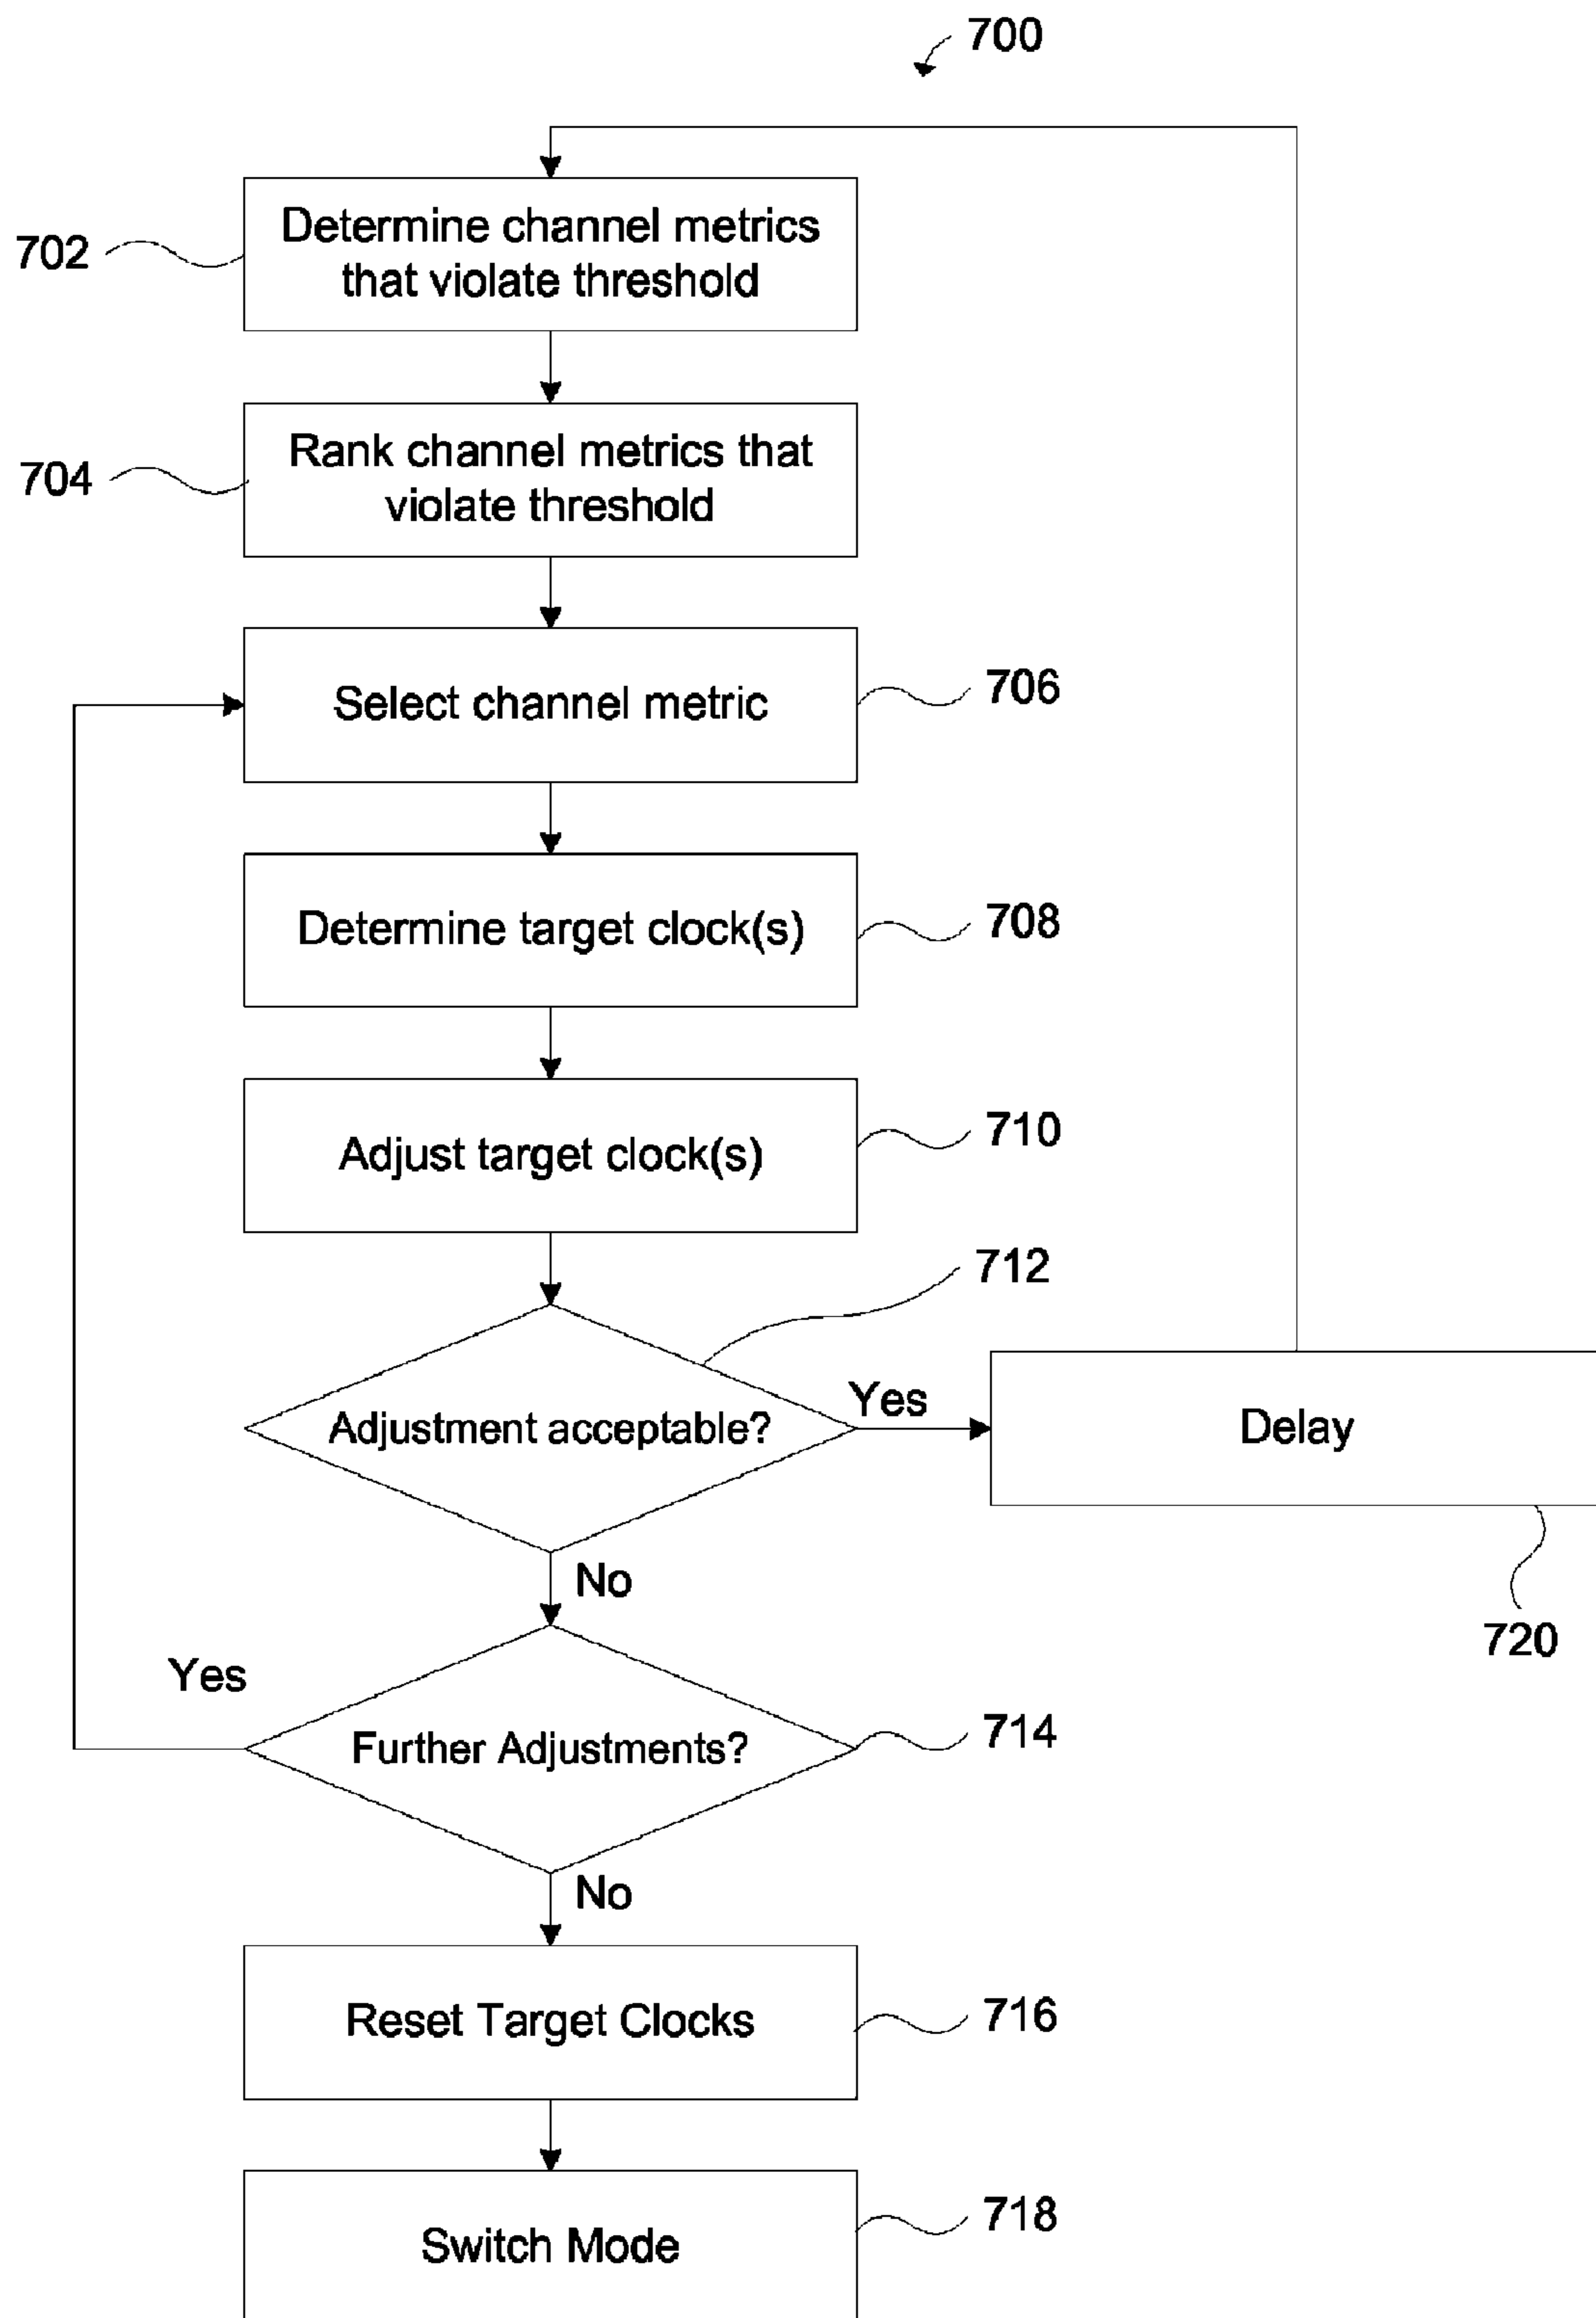 700
702
Determine channel metrics
that violate threshold
704
Rank channel metrics that
violate threshold
Select channel metric
706
Determine target clock(s)
708
Adjust target clock(s)
710
712
Adjustment acceptable?
Yes
Delay
No
720
Yes
Further Adjustments?
714
No
Reset Target Clocks
716
Switch Mode
718